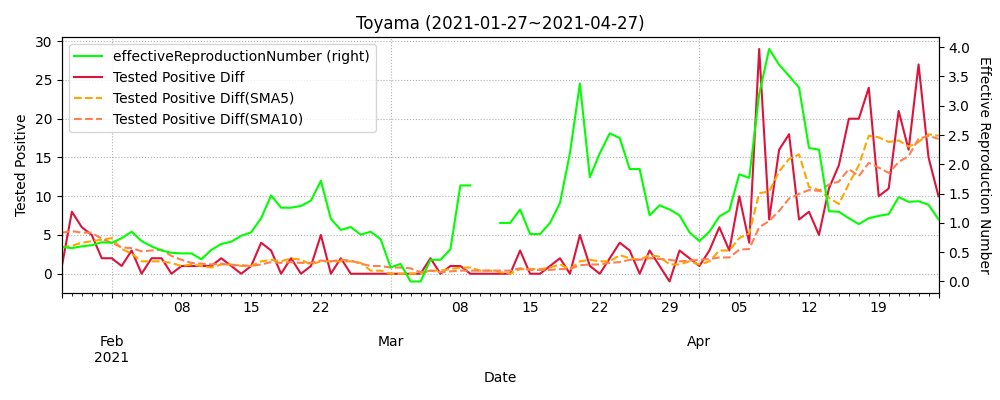 Toyama (2021-01-27~2021-04-27)
effectiveReproductionNumber (right)
Tested Positive Diff
Tested Positive Diff(SMA5)
Tested Positive Diff(SMA10)
Tested Positive
30
25
20
15
10
5
0
4.0
3.5
3.0
2.5
2.0
1.5
1.0
0.5
0.0
Effective Reproduction Number
08
15
22
08
15
22
29
05
12
19
Feb
2021
Mar
Apr
Date